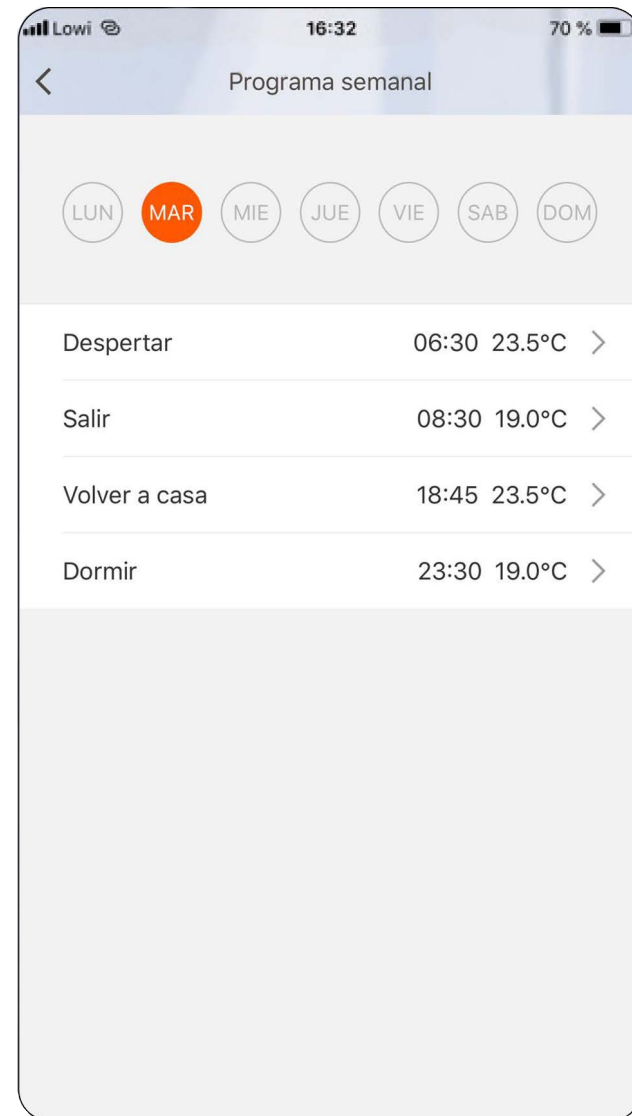 Lowi 16:32 70 %
Programa semanal
LUN MAR MIE JUE VIE SAB DOM
Despertar 06:30 23.5°C
Salir 08:30 19.0°C
Volver a casa 18:45 23.5°C
Dormir 23:30 19.0°C